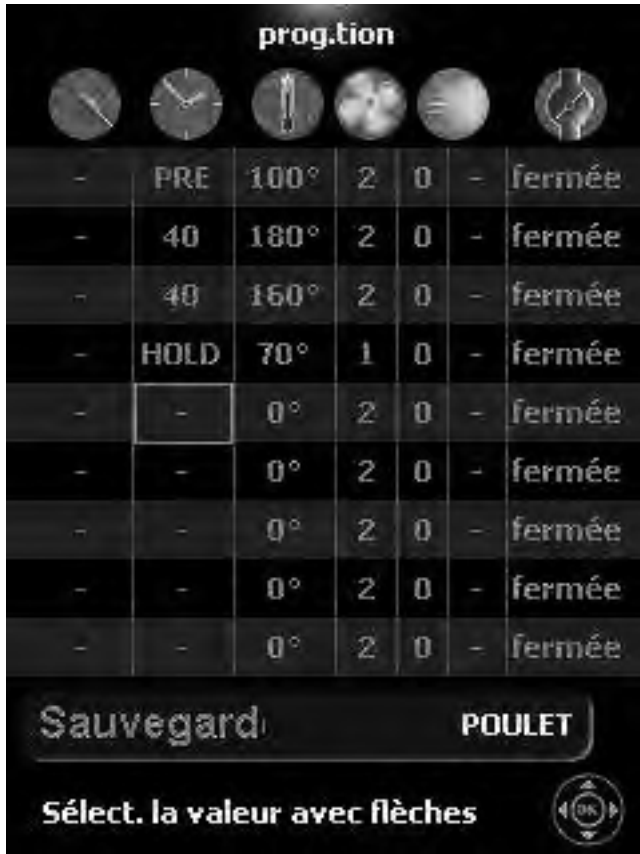 prog.tion
- PRE 100° 2 0 - fermée
- 40 180° 2 0 - fermée
- 40 160° 2 0 - fermée
- HOLD 70° 1 0 - fermée
- - 0° 2 0 - fermée
- - 0° 2 0 - fermée
- - 0° 2 0 - fermée
- - 0° 2 0 - fermée
- - 0° 2 0 - fermée
Sauvegard POULET
Sélect. la valeur avec flèches OK